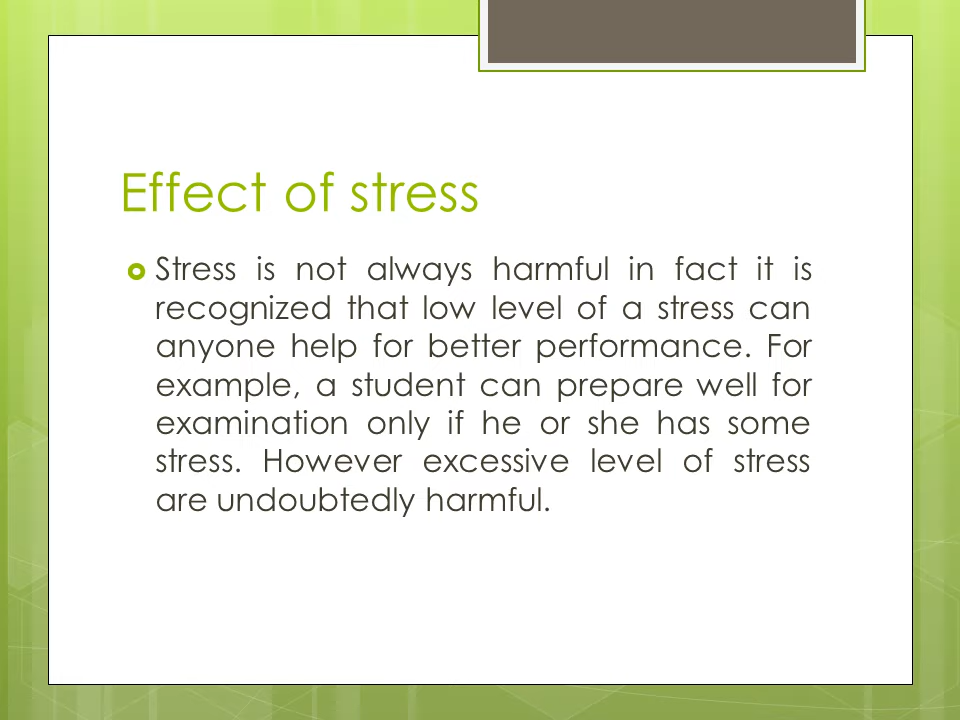 Effect of stress
Stress is not always harmful in fact it is
recognized that low level of a stress can
anyone help for better performance. For
example, a student can prepare well for
examination only if he or she has some
stress. However excessive level of stress
are undoubtedly harmful.